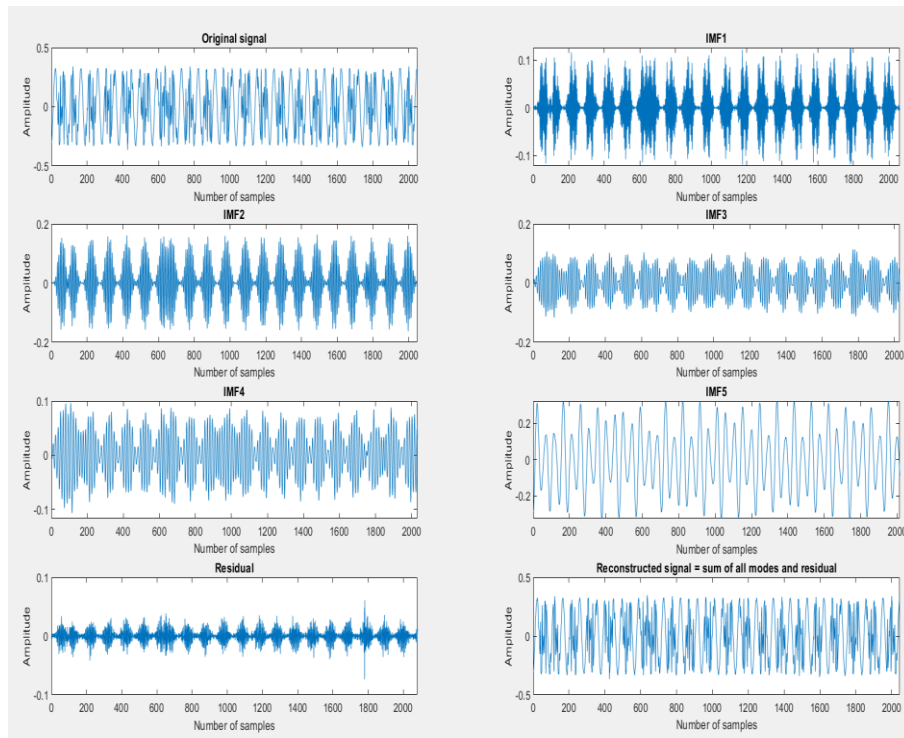 Original signal
Amplitude
0.5
0
-0.5
0 200 400 600 800 1000 1200 1400 1600 1800 2000
Number of samples
IMF1
Amplitude
0.1
0
-0.1
0 200 400 600 800 1000 1200 1400 1600 1800 2000
Number of samples
IMF2
Amplitude
0.2
0
-0.2
0 200 400 600 800 1000 1200 1400 1600 1800 2000
Number of samples
IMF3
Amplitude
0.2
0
-0.2
0 200 400 600 800 1000 1200 1400 1600 1800 2000
Number of samples
IMF4
Amplitude
0.1
0
-0.1
0 200 400 600 800 1000 1200 1400 1600 1800 2000
Number of samples
IMF5
Amplitude
0.2
0
-0.2
0 200 400 600 800 1000 1200 1400 1600 1800 2000
Number of samples
Residual
Amplitude
0.1
0
-0.1
0 200 400 600 800 1000 1200 1400 1600 1800 2000
Number of samples
Reconstructed signal = sum of all modes and residual
Amplitude
0.5
0
-0.5
0 200 400 600 800 1000 1200 1400 1600 1800 2000
Number of samples